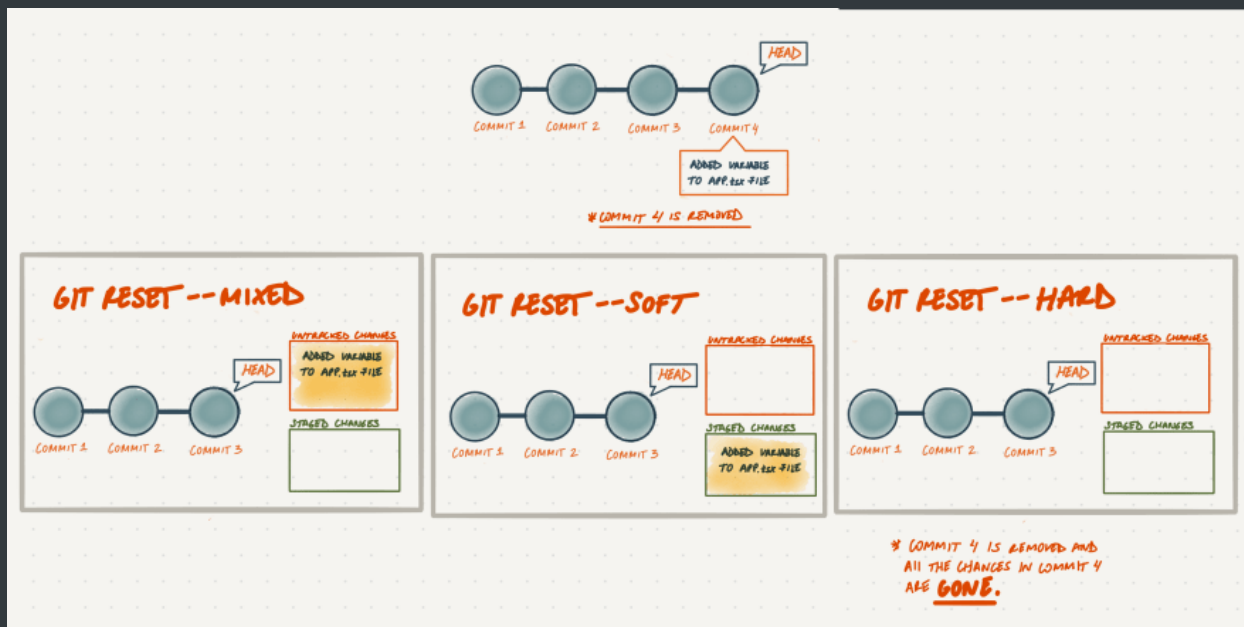 HEAD
COMMIT 1 COMMIT 2 COMMIT 3 COMMIT 4
ADDED VARIABLE
TO APP.tsx FILE
* COMMIT 4 IS REMOVED
GIT RESET --MIXED
UNTRACKED CHANGES
ADDED VARIABLE
TO APP.tsx FILE
HEAD
STAGED CHANGES
COMMIT 1 COMMIT 2 COMMIT 3
GIT RESET --SOFT
UNTRACKED CHANGES
HEAD
STAGED CHANGES
ADDED VARIABLE
TO APP.tsx FILE
COMMIT 1 COMMIT 2 COMMIT 3
GIT RESET --HARD
UNTRACKED CHANGES
HEAD
STAGED CHANGES
COMMIT 1 COMMIT 2 COMMIT 3
* COMMIT 4 IS REMOVED AND
All THE CHANGES IN COMMIT 4
ARE GONE.